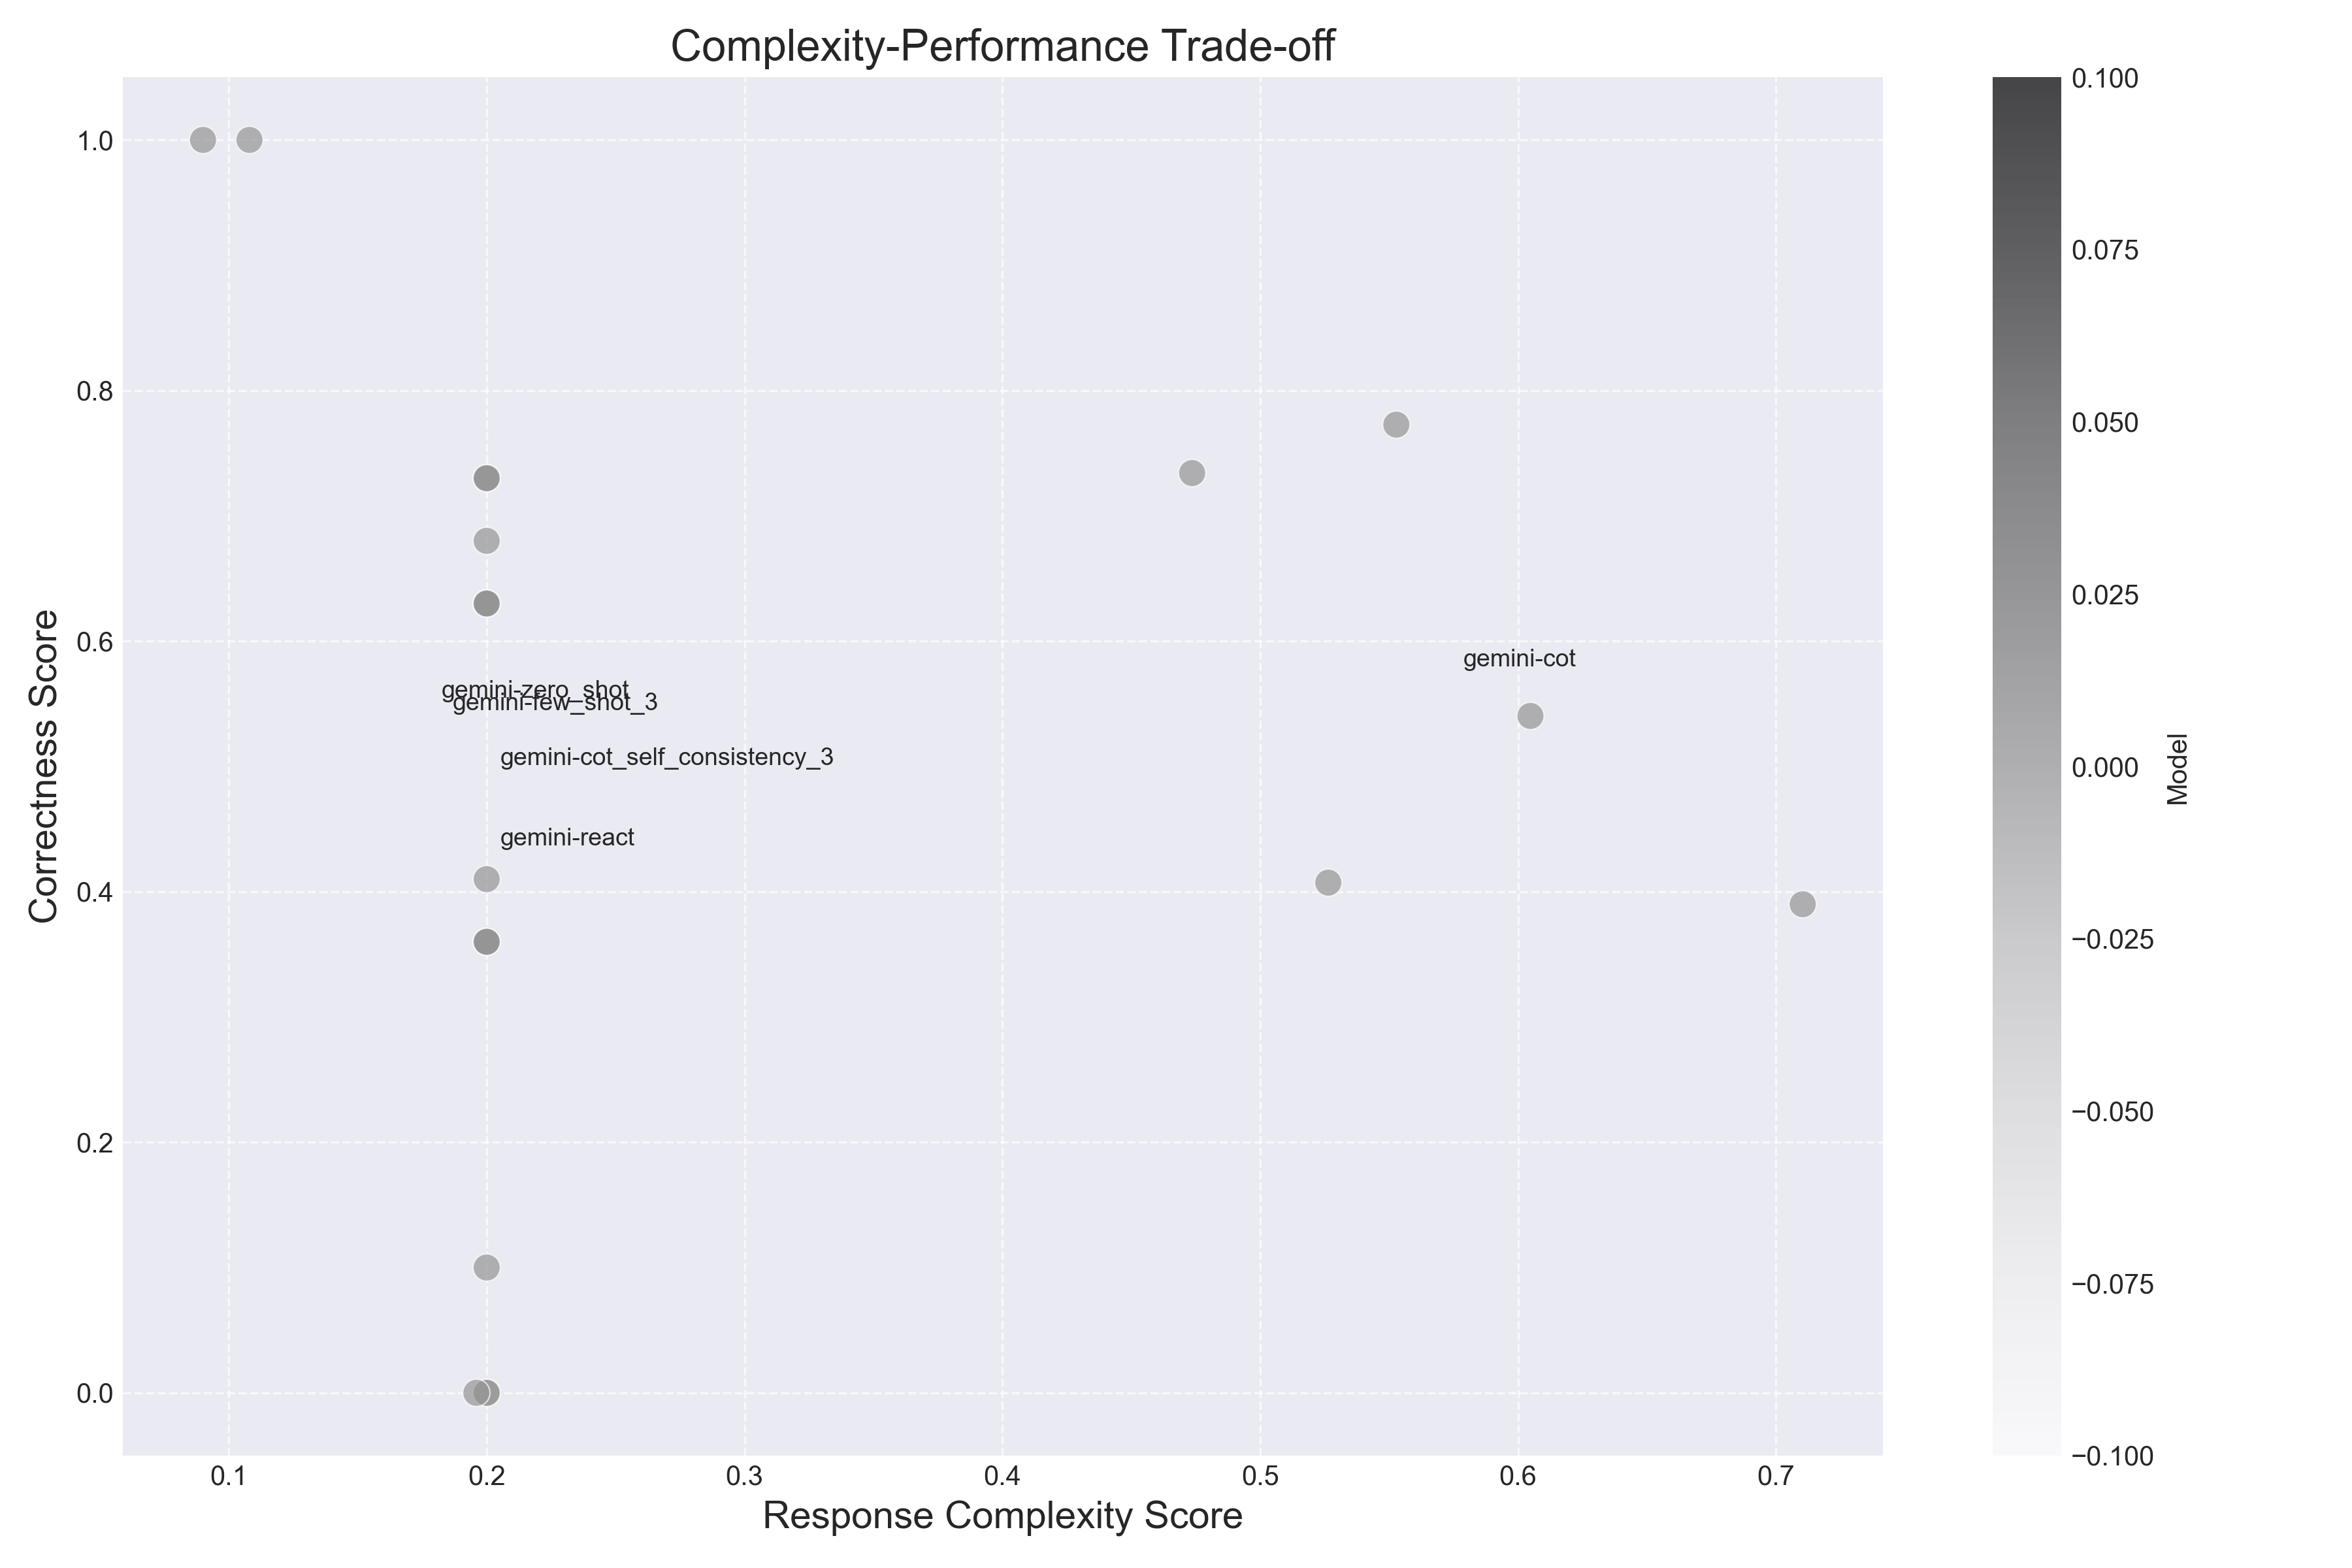 Complexity-Performance Trade-off
Correctness Score
1.0
0.8
0.6
0.4
0.2
0.0
gemini-cot
gemini-zero_shot
gemini-few_shot_3
gemini-cot_self_consistency_3
gemini-react
0.1
0.2
0.3
0.4
0.5
0.6
0.7
Response Complexity Score
0.100
0.075
0.050
0.025
0.000
−0.025
−0.050
−0.075
−0.100
Model